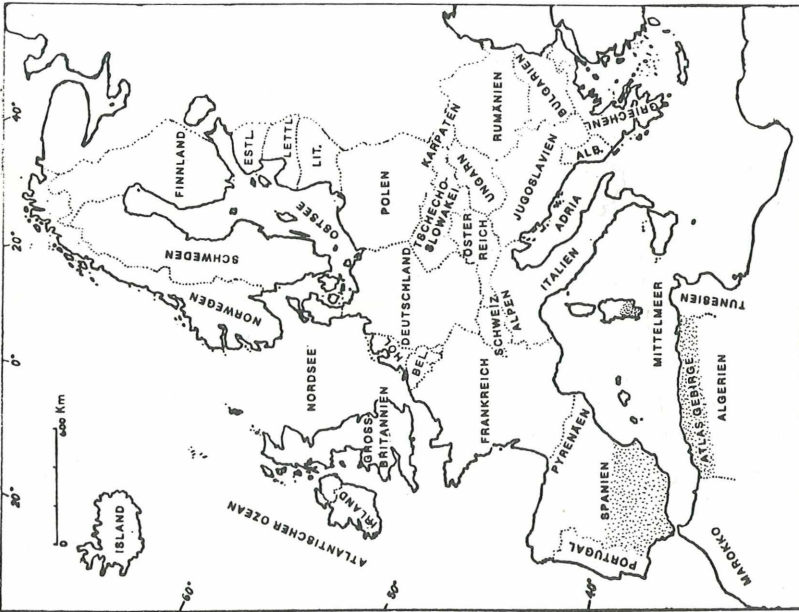 20°
0°
20°
40°
60°
50°
40°
0
600 Km
ISLAND
ATLANTISCHER OZEAN
NORWEGEN
SCHWEDEN
FINNLAND
ESTL.
LETTL.
LIT.
OSTSEE
NORDSEE
IRLAND
GROSS-
BRITANNIEN
HOL.
BEL.
DEUTSCHLAND
POLEN
TSCHECHO-
SLOWAKEI
KARPATEN
FRANKREICH
SCHWEIZ
ALPEN
ÖSTER
REICH
UNGARN
RUMÄNIEN
JUGOSLAVIEN
BULGARIEN
ITALIEN
ADRIA
ALB.
GRIECHENL.
PYRENÄEN
SPANIEN
PORTUGAL
MITTELMEER
MAROKKO
ATLAS GEBIRGE
ALGERIEN
TUNESIEN